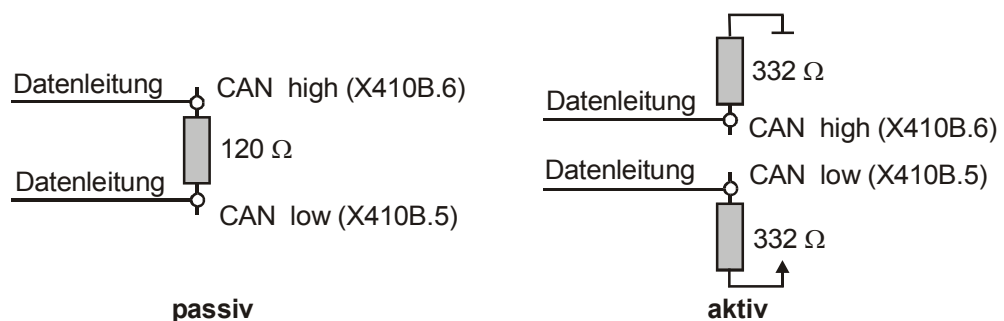 Datenleitung
CAN high (X410B.6)
120 Ω
Datenleitung
CAN low (X410B.5)
passiv
332 Ω
Datenleitung
CAN high (X410B.6)
Datenleitung
CAN low (X410B.5)
332 Ω
aktiv